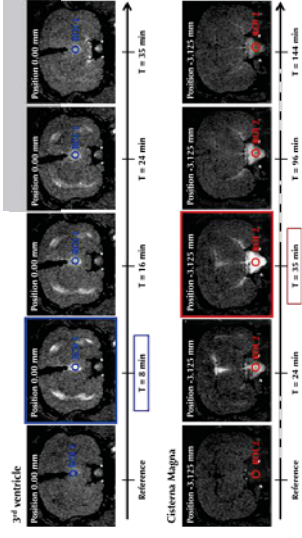 3rd ventricle
Position 0.00 mm
Position 0.00 mm
Position 0.00 mm
Position 0.00 mm
Position 0.00 mm
ROI 1
ROI 1
ROI 1
ROI 1
ROI 1
Reference
T = 8 min
T = 16 min
T = 24 min
T = 35 min
Cisterna Magna
Position -3.125 mm
Position -3.125 mm
Position -3.125 mm
Position -3.125 mm
Position -3.125 mm
ROI 2
ROI 2
ROI 2
ROI 2
ROI 2
Reference
T = 24 min
T = 35 min
T = 96 min
T = 144 min